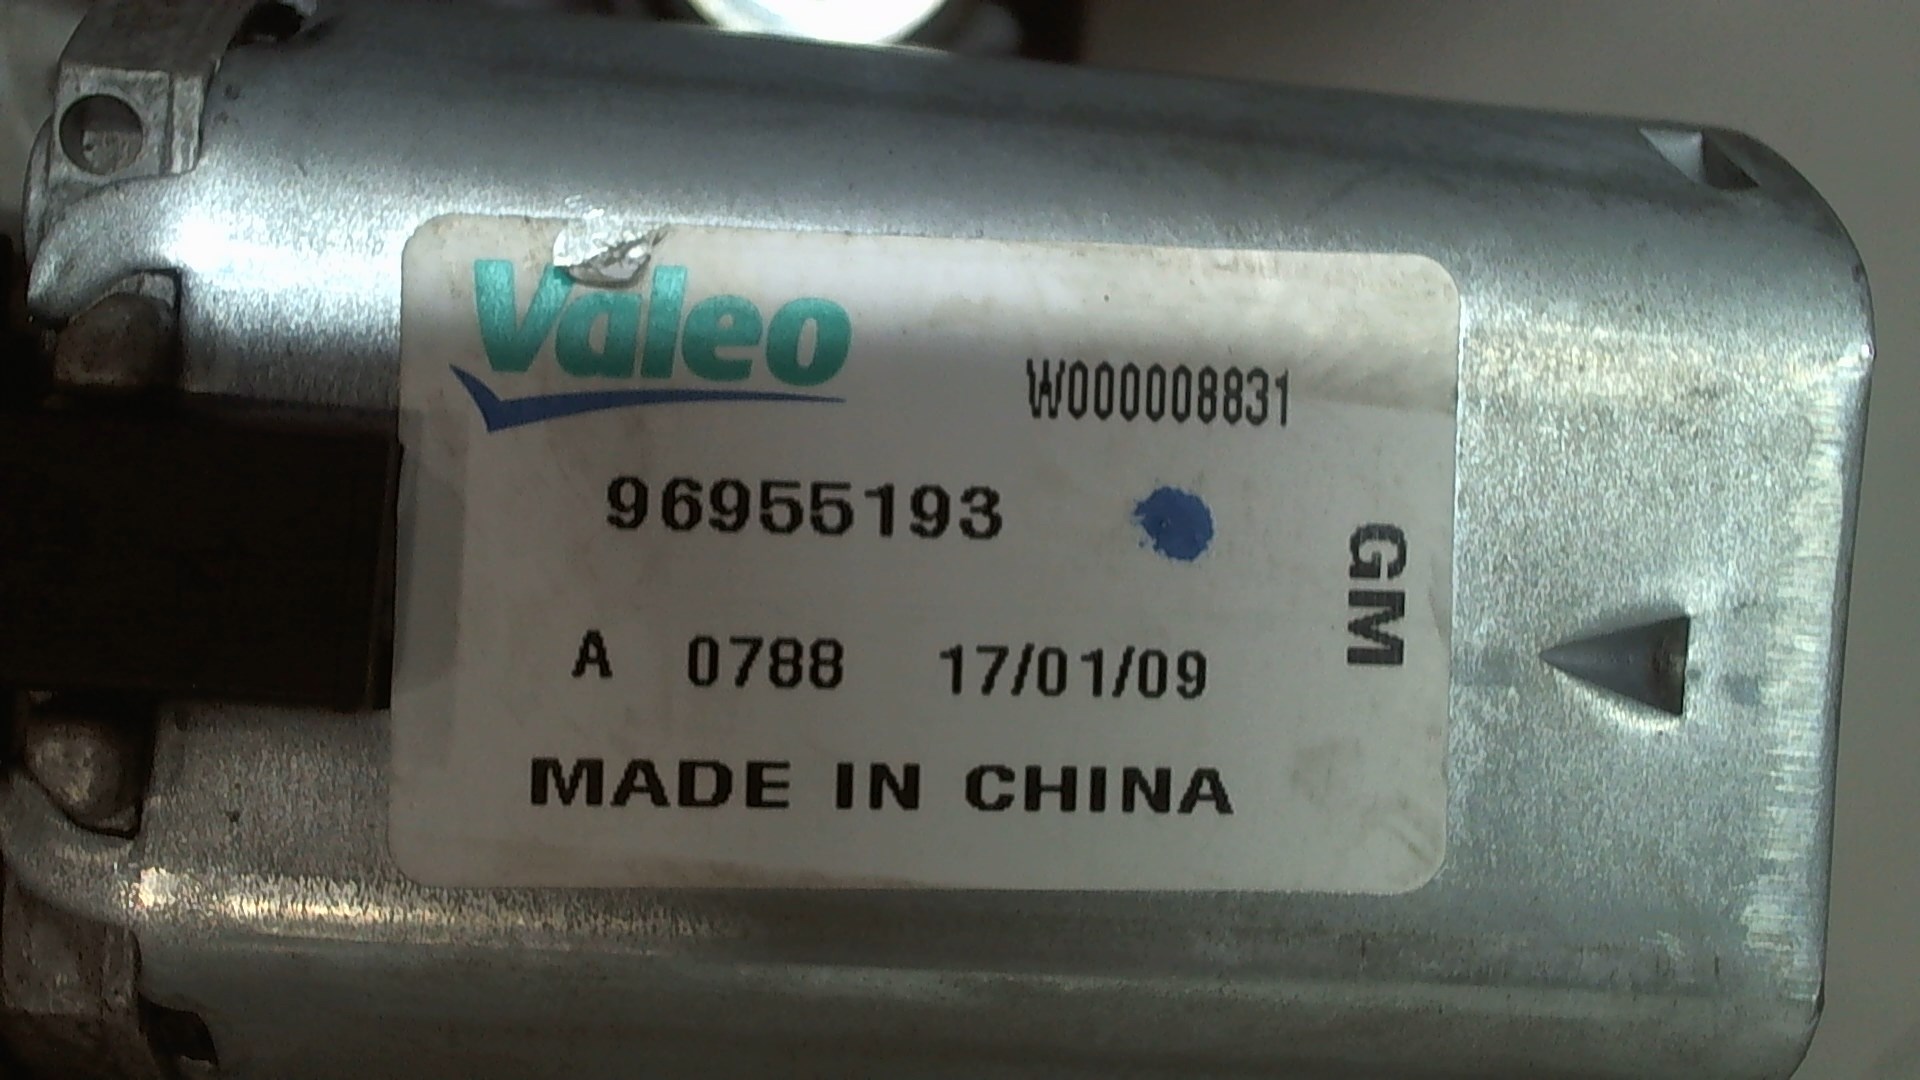 Valeo
W000008831
96955193
GM
A 0788 17/01/09
MADE IN CHINA